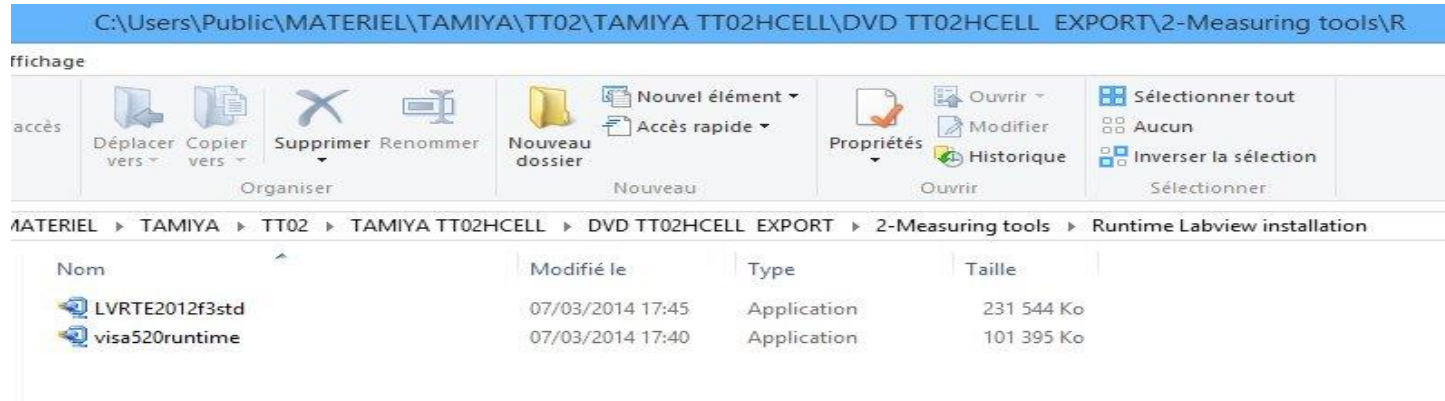 C:\Users\Public\MATERIEL\TAMIYA\TT02\TAMIYA TT02HCELL\DVD TT02HCELL  EXPORT\2-Measuring tools\R
ffichage
accès
Déplacer vers
Copier vers
Supprimer
Renommer
Nouveau dossier
Nouvel élément
Accès rapide
Propriétés
Ouvrir
Modifier
Historique
Sélectionner tout
Aucun
Inverser la sélection
Organiser
Nouveau
Ouvrir
Sélectionner
MATERIEL ▸ TAMIYA ▸ TT02 ▸ TAMIYA TT02HCELL ▸ DVD TT02HCELL  EXPORT ▸ 2-Measuring tools ▸ Runtime Labview installation
Nom Modifié le Type Taille
LVRTE2012f3std 07/03/2014 17:45 Application 231 544 Ko
visa520runtime 07/03/2014 17:40 Application 101 395 Ko